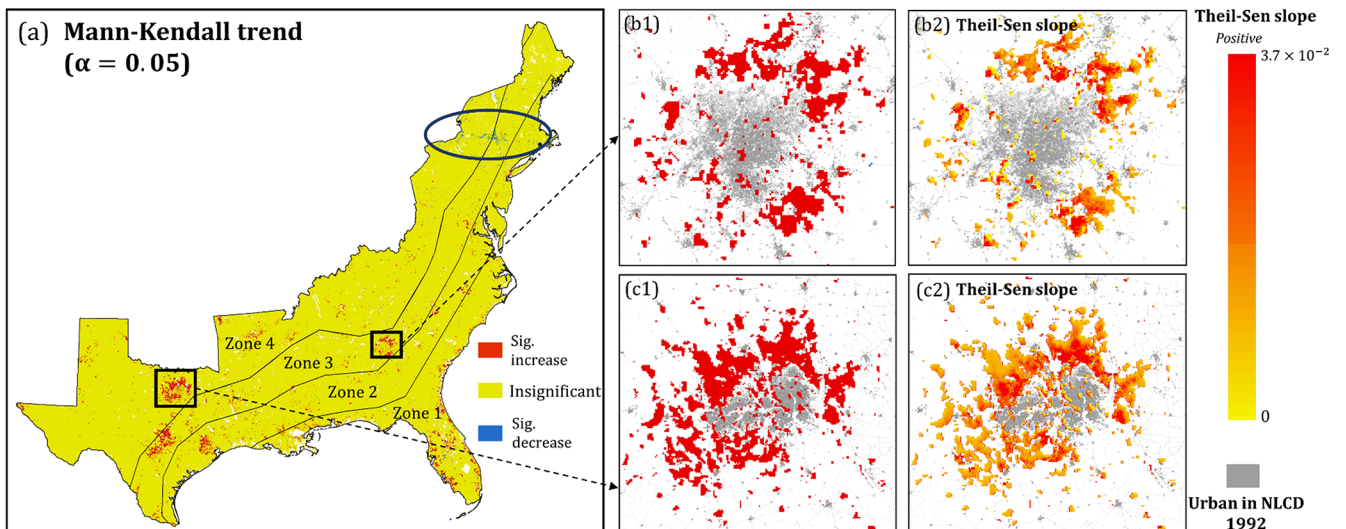 (a) Mann-Kendall trend
(α = 0.05)
Zone 4
Zone 3
Zone 2
Zone 1
Sig.
increase
Insignificant
Sig.
decrease
(b1)
(b2) Theil-Sen slope
(c1)
(c2) Theil-Sen slope
Theil-Sen slope
Positive
3.7 × 10⁻²
0
Urban in NLCD
1992